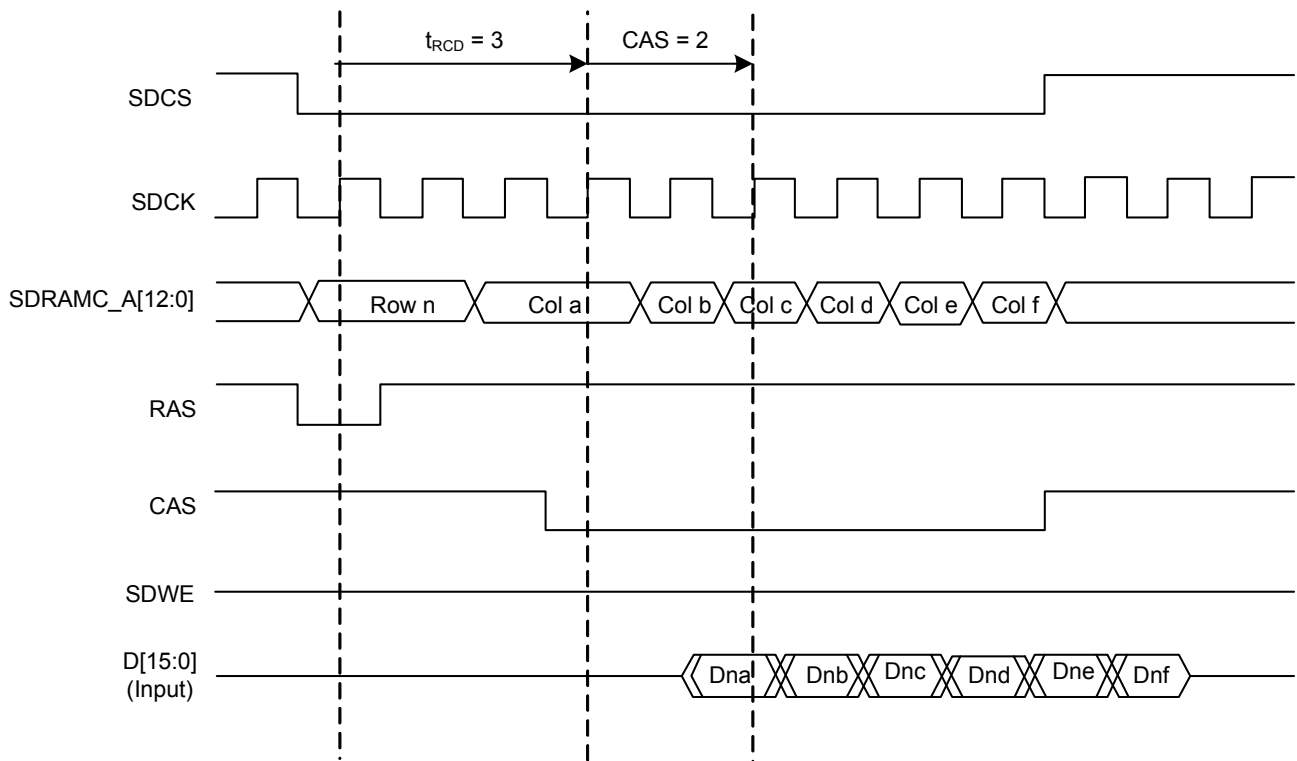 t_RCD = 3
CAS = 2
SDCS
SDCK
SDRAMC_A[12:0]
Row n
Col a
Col b
Col c
Col d
Col e
Col f
RAS
CAS
SDWE
D[15:0]
(Input)
Dna
Dnb
Dnc
Dnd
Dne
Dnf